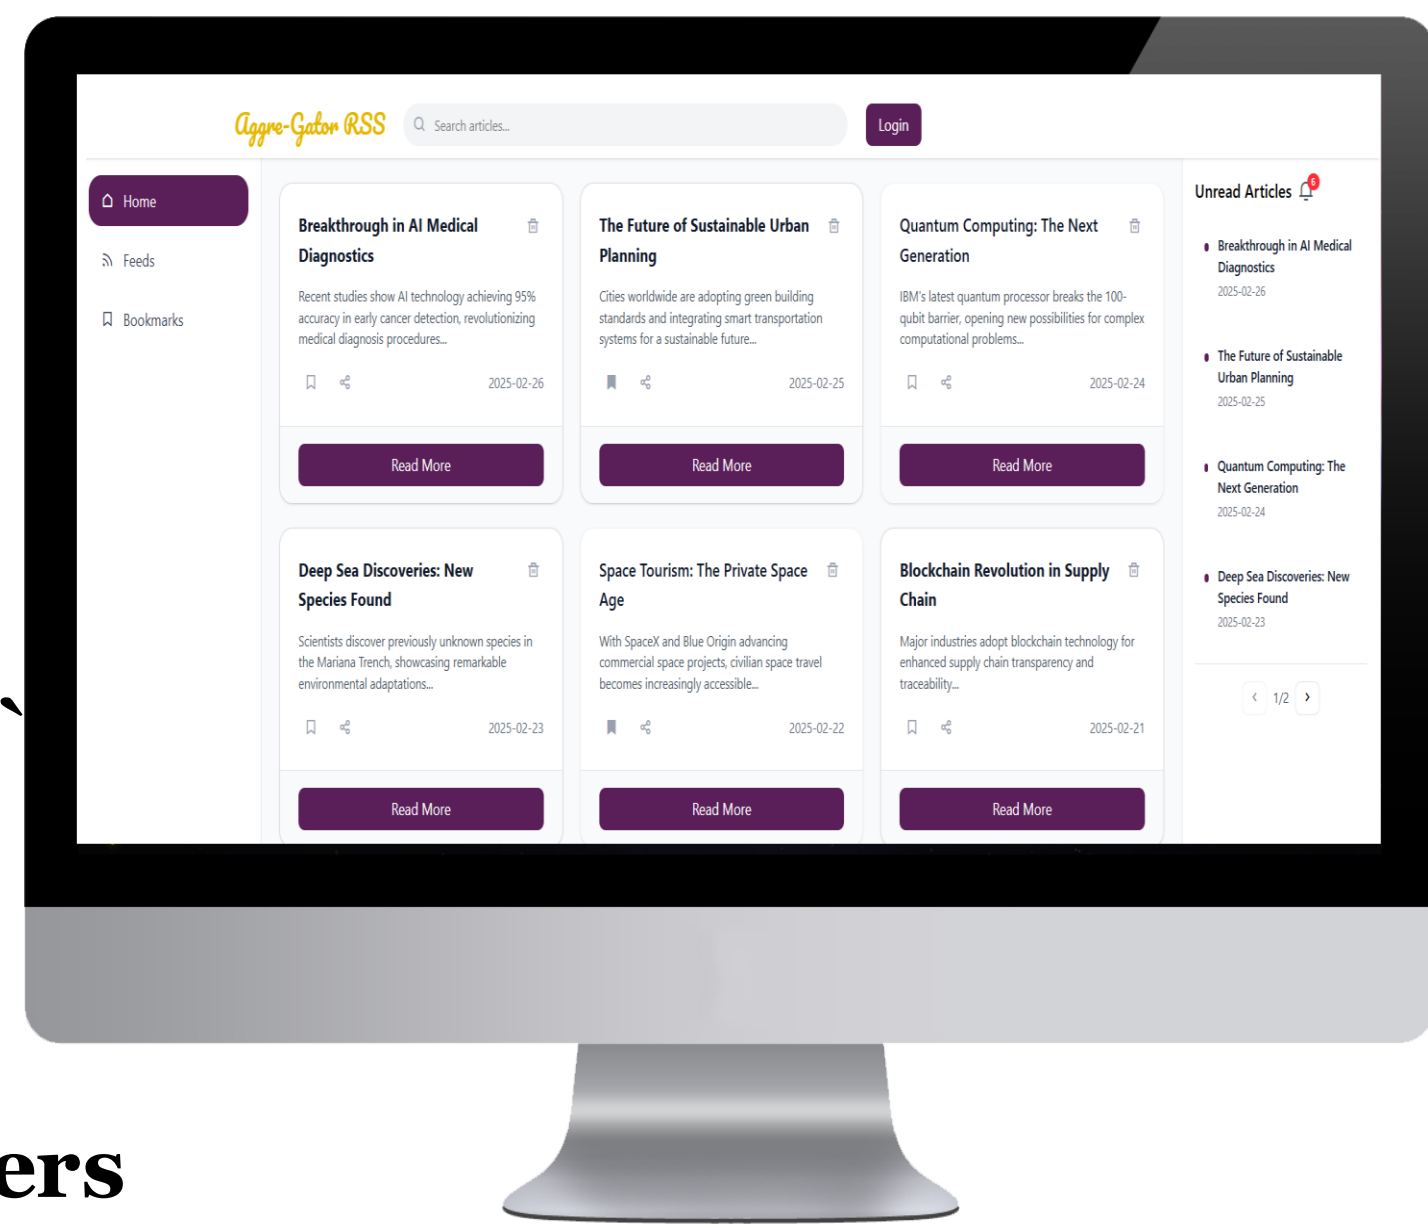 Aggre-Gator RSS
Search articles...
Login
Home
Feeds
Bookmarks
Breakthrough in AI Medical
Diagnostics
Recent studies show AI technology achieving 95%
accuracy in early cancer detection, revolutionizing
medical diagnosis procedures...
2025-02-26
Read More
The Future of Sustainable Urban
Planning
Cities worldwide are adopting green building
standards and integrating smart transportation
systems for a sustainable future...
2025-02-25
Read More
Quantum Computing: The Next
Generation
IBM's latest quantum processor breaks the 100-
qubit barrier, opening new possibilities for complex
computational problems...
2025-02-24
Read More
Deep Sea Discoveries: New
Species Found
Scientists discover previously unknown species in
the Mariana Trench, showcasing remarkable
environmental adaptations...
2025-02-23
Read More
Space Tourism: The Private Space
Age
With SpaceX and Blue Origin advancing
commercial space projects, civilian space travel
becomes increasingly accessible...
2025-02-22
Read More
Blockchain Revolution in Supply
Chain
Major industries adopt blockchain technology for
enhanced supply chain transparency and
traceability...
2025-02-21
Read More
Unread Articles 6
Breakthrough in AI Medical
Diagnostics
2025-02-26
The Future of Sustainable
Urban Planning
2025-02-25
Quantum Computing: The
Next Generation
2025-02-24
Deep Sea Discoveries: New
Species Found
2025-02-23
1/2
ers